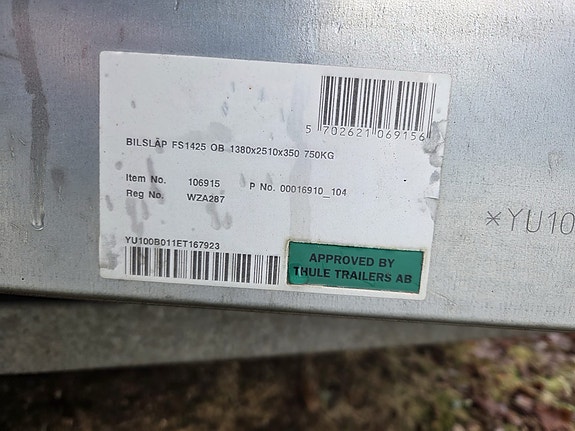 5 702621 069156
BILSLÄP FS1425 OB 1380x2510x350 750KG
Item No. 106915 P No. 00016910_104
Reg No. WZA287
YU100B011ET167923
APPROVED BY
THULE TRAILERS AB
*YU10